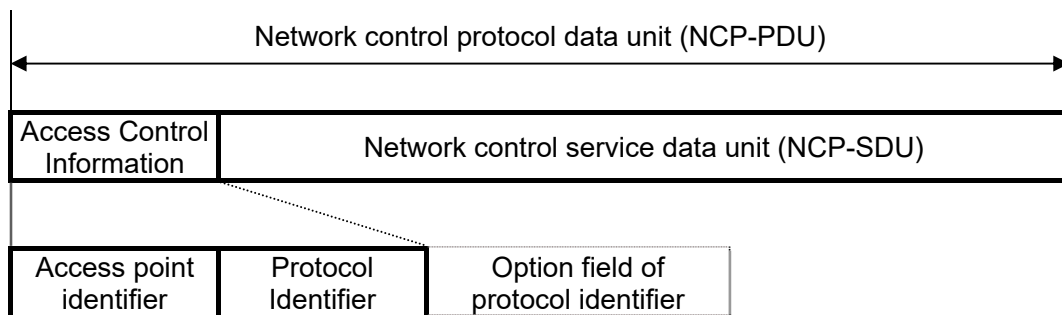 Network control protocol data unit (NCP-PDU)
Access Control
Information
Network control service data unit (NCP-SDU)
Access point
identifier
Protocol
Identifier
Option field of
protocol identifier